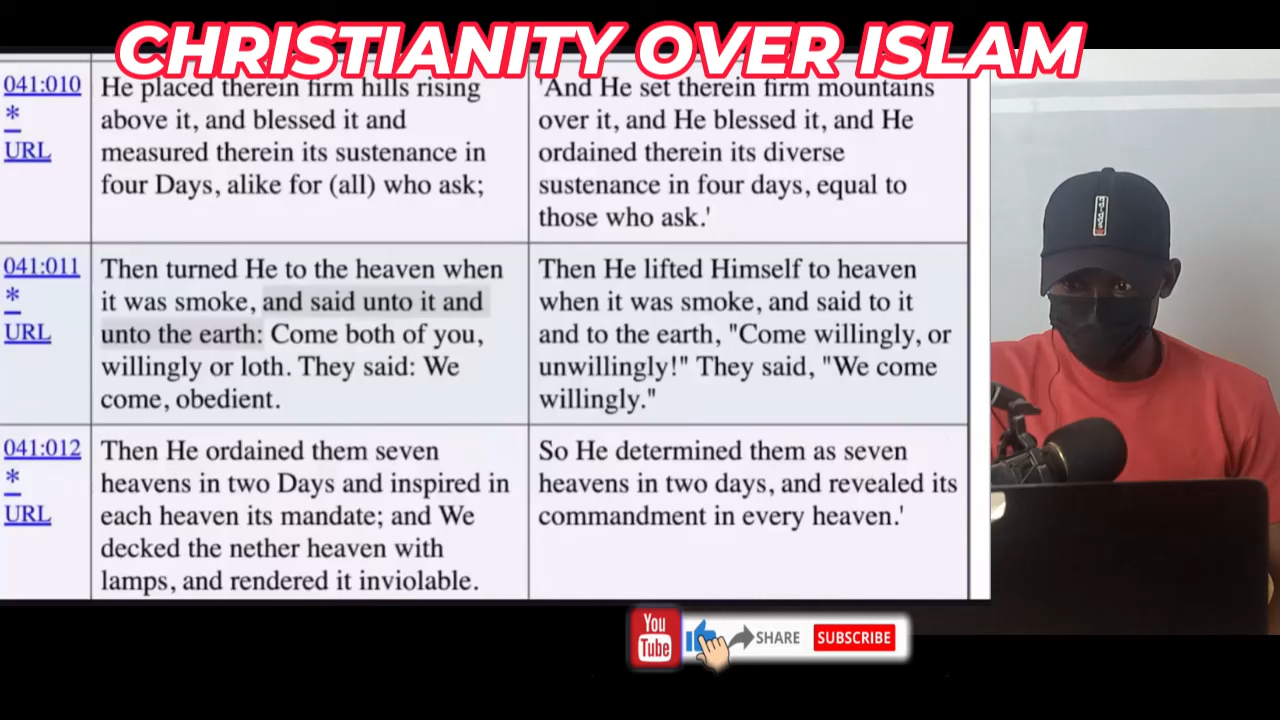 CHRISTIANITY OVER ISLAM
041:010
*
URL
He placed therein firm hills rising
above it, and blessed it and
measured therein its sustenance in
four Days, alike for (all) who ask;
'And He set therein firm mountains
over it, and He blessed it, and He
ordained therein its diverse
sustenance in four days, equal to
those who ask.'
041:011
*
URL
Then turned He to the heaven when
it was smoke, and said unto it and
unto the earth: Come both of you,
willingly or loth. They said: We
come, obedient.
Then He lifted Himself to heaven
when it was smoke, and said to it
and to the earth, "Come willingly, or
unwillingly!" They said, "We come
willingly."
041:012
*
URL
Then He ordained them seven
heavens in two Days and inspired in
each heaven its mandate; and We
decked the nether heaven with
lamps, and rendered it inviolable.
So He determined them as seven
heavens in two days, and revealed its
commandment in every heaven.'
You
Tube
SHARE
SUBSCRIBE